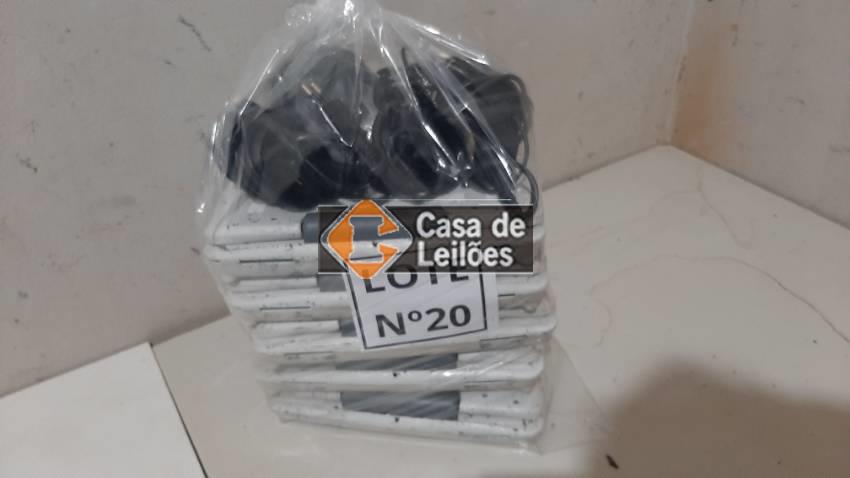 Casa de
Leilões
LOTE
Nº20